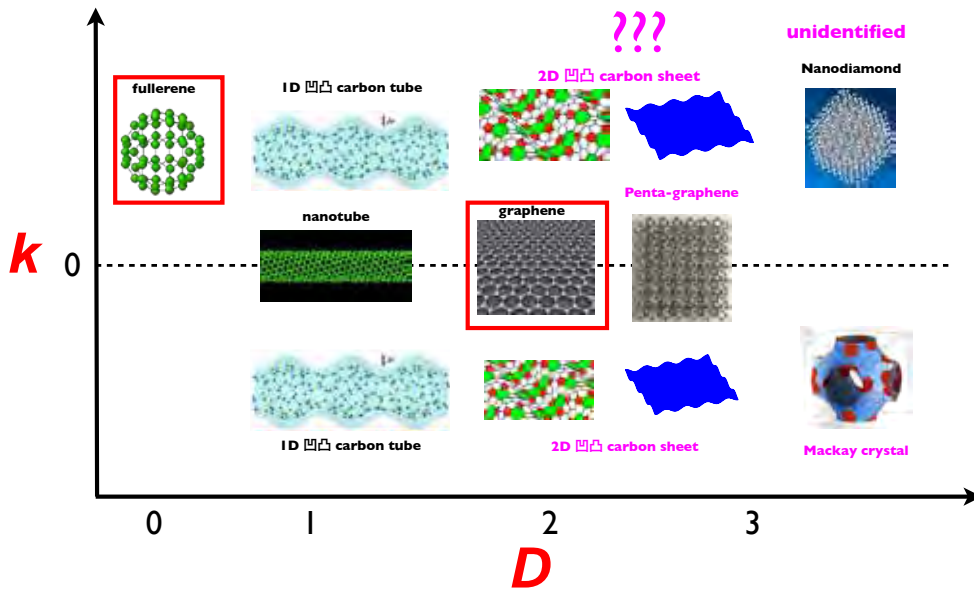 ???
unidentified
fullerene
1D 凹凸 carbon tube
2D 凹凸 carbon sheet
Nanodiamond
nanotube
graphene
Penta-graphene
k
0
1D 凹凸 carbon tube
2D 凹凸 carbon sheet
Mackay crystal
0
1
2
3
D